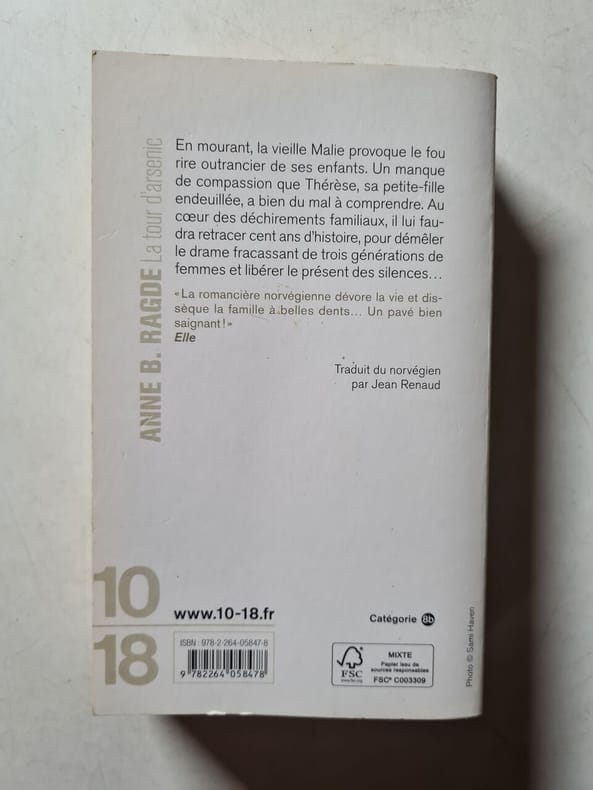 ANNE B. RAGDE La tour d'arsenic
En mourant, la vieille Malie provoque le fou
rire outrancier de ses enfants. Un manque
de compassion que Thérèse, sa petite-fille
endeuillée, a bien du mal à comprendre. Au
cœur des déchirements familiaux, il lui fau-
dra retracer cent ans d'histoire, pour démêler
le drame fracassant de trois générations de
femmes et libérer le présent des silences...
« La romancière norvégienne dévore la vie et dis-
sèque la famille à belles dents... Un pavé bien
saignant ! »
Elle
Traduit du norvégien
par Jean Renaud
10
18
www.10-18.fr
Catégorie 8b
ISBN : 978-2-264-05847-8
9 782264 058478
FSC
www.fsc.org
MIXTE
Papier issu de
sources responsables
FSC® C003309
Photo © Sami Haven